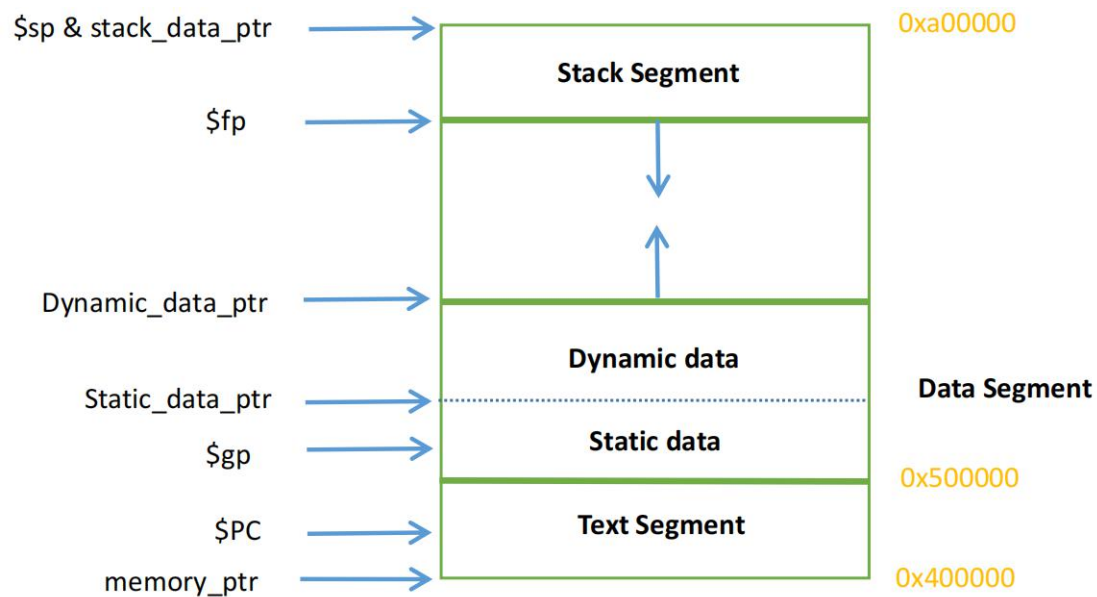 $sp & stack_data_ptr
0xa00000
Stack Segment
$fp
Dynamic_data_ptr
Dynamic data
Static_data_ptr
Data Segment
Static data
$gp
0x500000
Text Segment
$PC
memory_ptr
0x400000